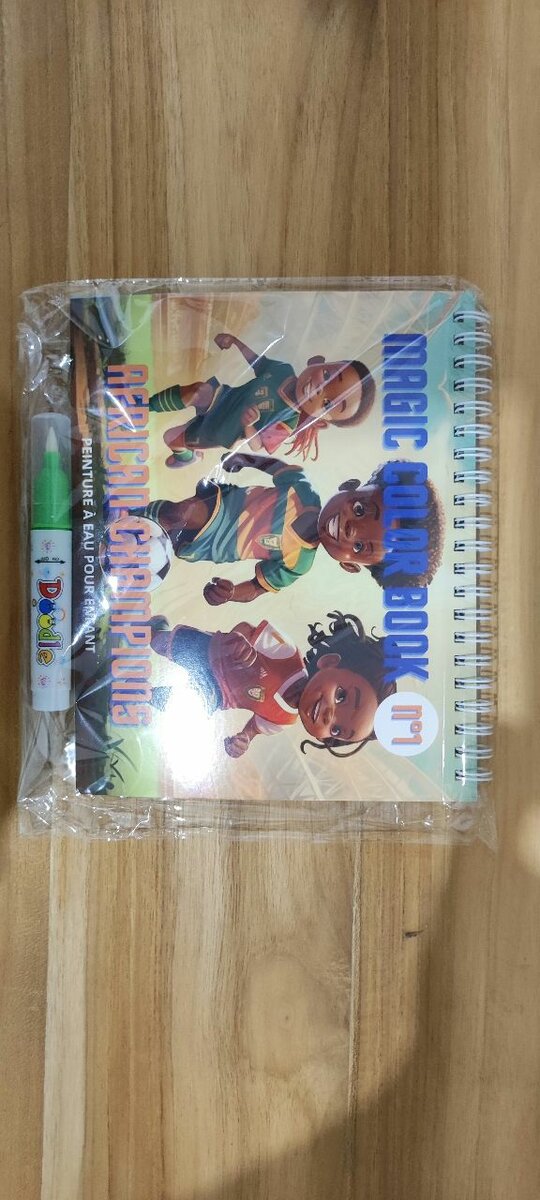 MAGIC COLOR BOOK
n°1
AFRICAN CHAMPIONS
PEINTURE À EAU POUR ENFANT
Doodle